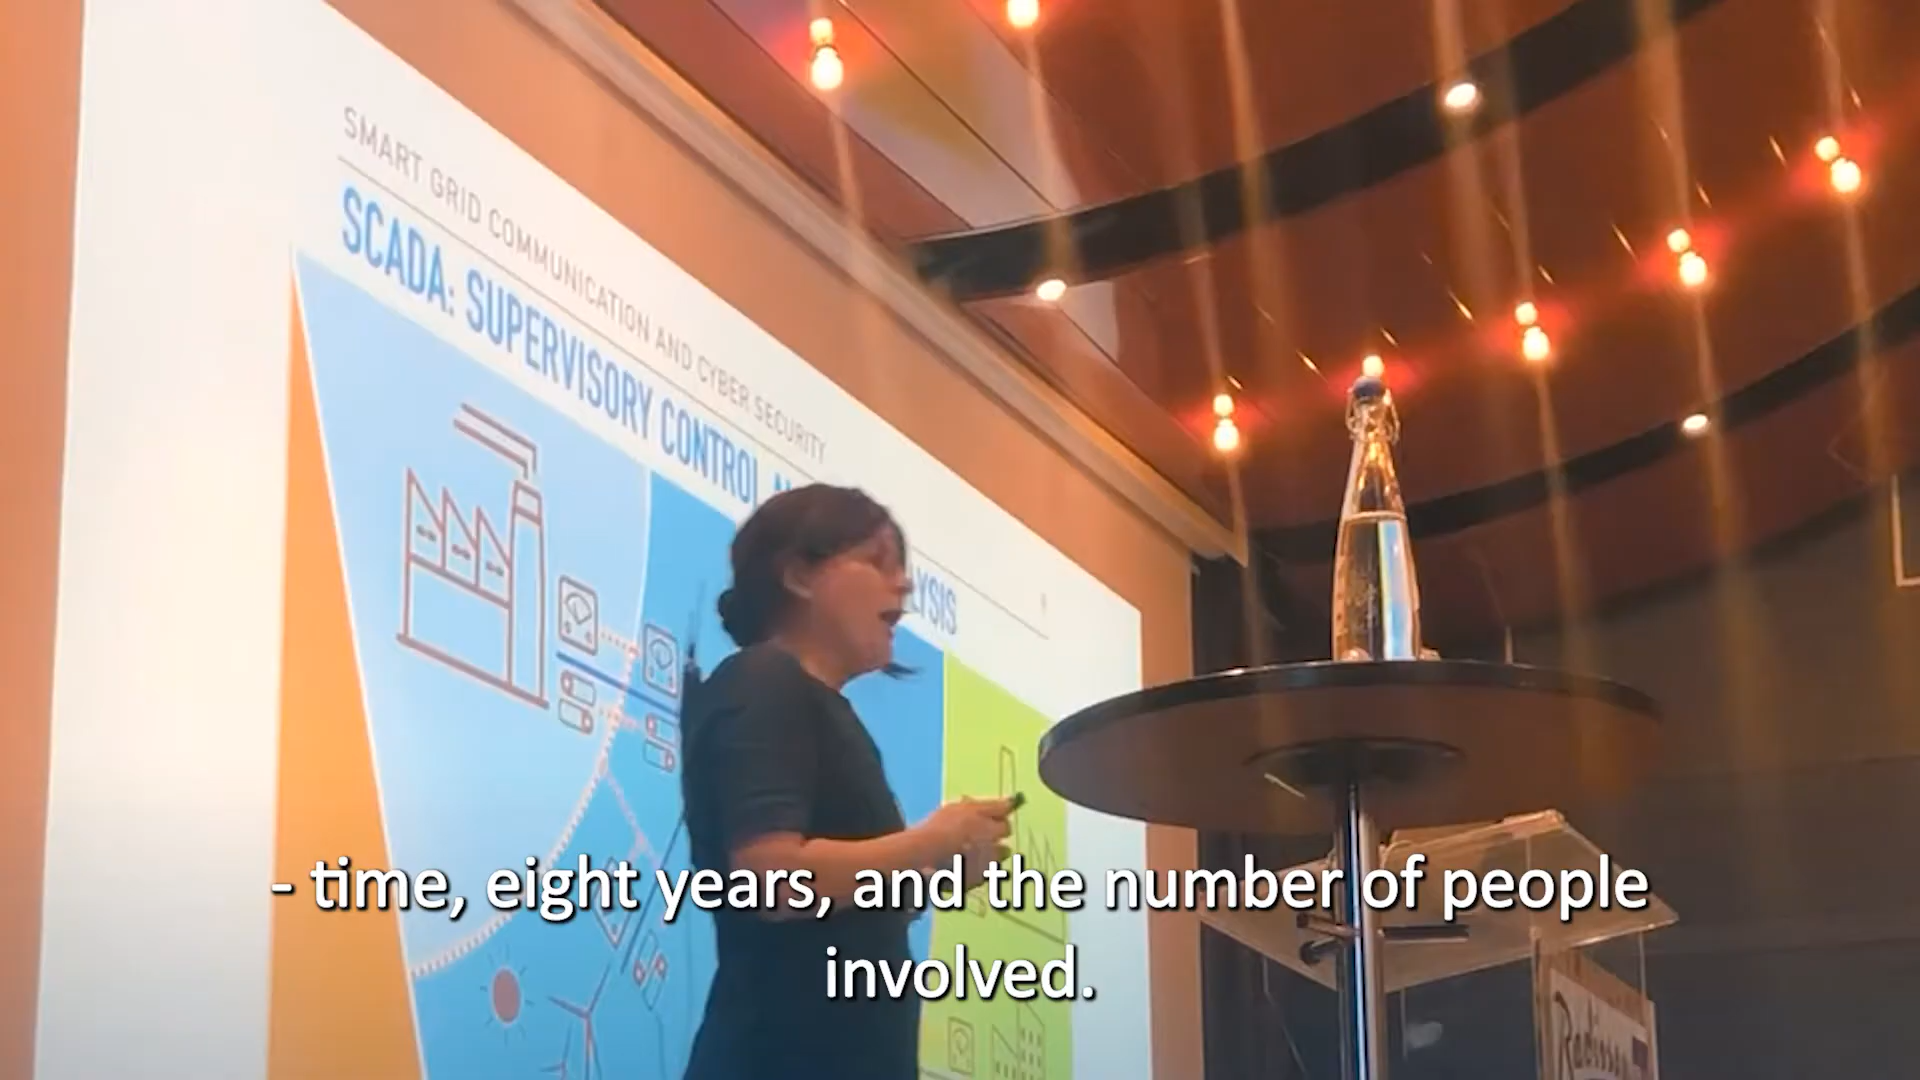 SMART GRID COMMUNICATION AND CYBER SECURITY
SCADA: SUPERVISORY CONTROL LYSIS
- time, eight years, and the number of people
involved.
Radisson